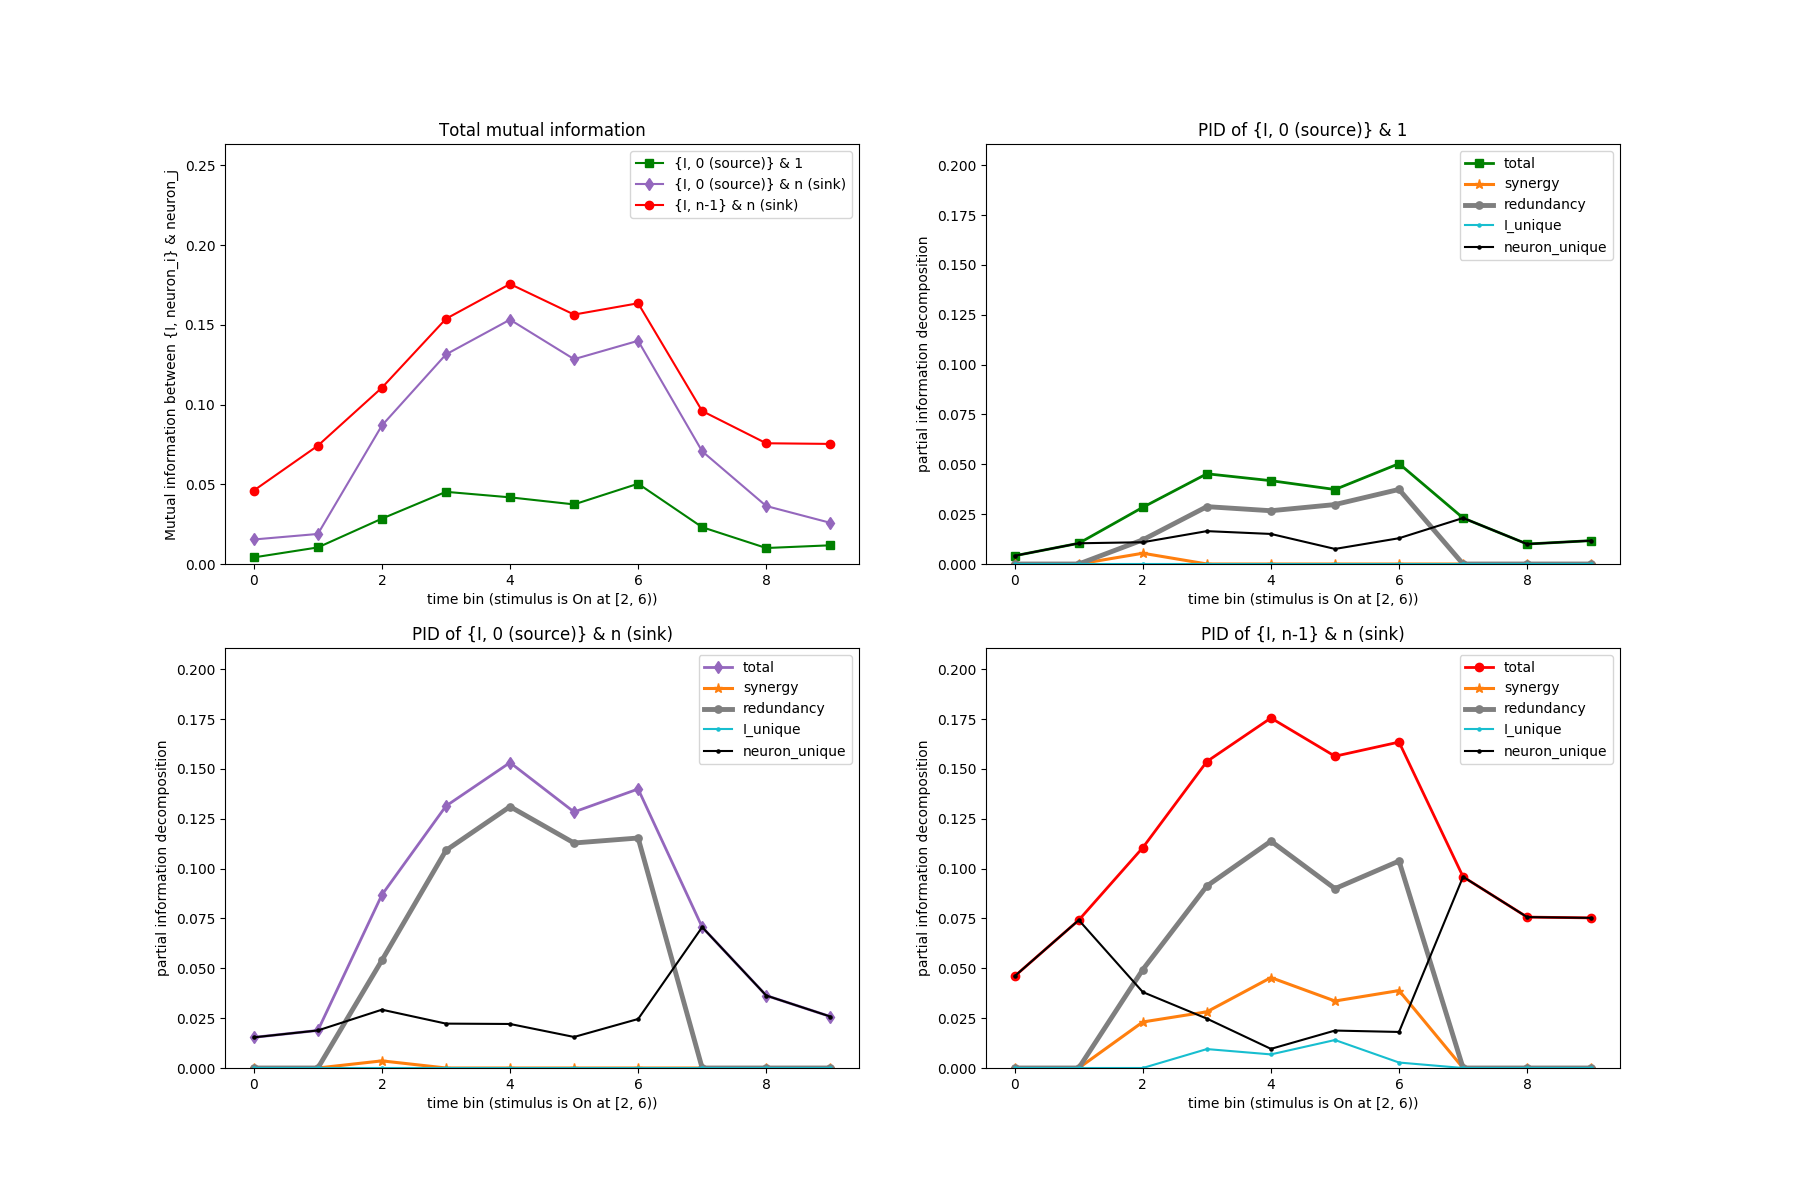 Total mutual information
Mutual information between {I, neuron_i} & neuron_j
0.25
0.20
0.15
0.10
0.05
0.00
{I, 0 (source)} & 1
{I, 0 (source)} & n (sink)
{I, n-1} & n (sink)
0 2 4 6 8
time bin (stimulus is On at [2, 6))
PID of {I, 0 (source)} & 1
partial information decomposition
0.200
0.175
0.150
0.125
0.100
0.075
0.050
0.025
0.000
total
synergy
redundancy
I_unique
neuron_unique
0 2 4 6 8
time bin (stimulus is On at [2, 6))
PID of {I, 0 (source)} & n (sink)
partial information decomposition
0.200
0.175
0.150
0.125
0.100
0.075
0.050
0.025
0.000
total
synergy
redundancy
I_unique
neuron_unique
0 2 4 6 8
time bin (stimulus is On at [2, 6))
PID of {I, n-1} & n (sink)
partial information decomposition
0.200
0.175
0.150
0.125
0.100
0.075
0.050
0.025
0.000
total
synergy
redundancy
I_unique
neuron_unique
0 2 4 6 8
time bin (stimulus is On at [2, 6))